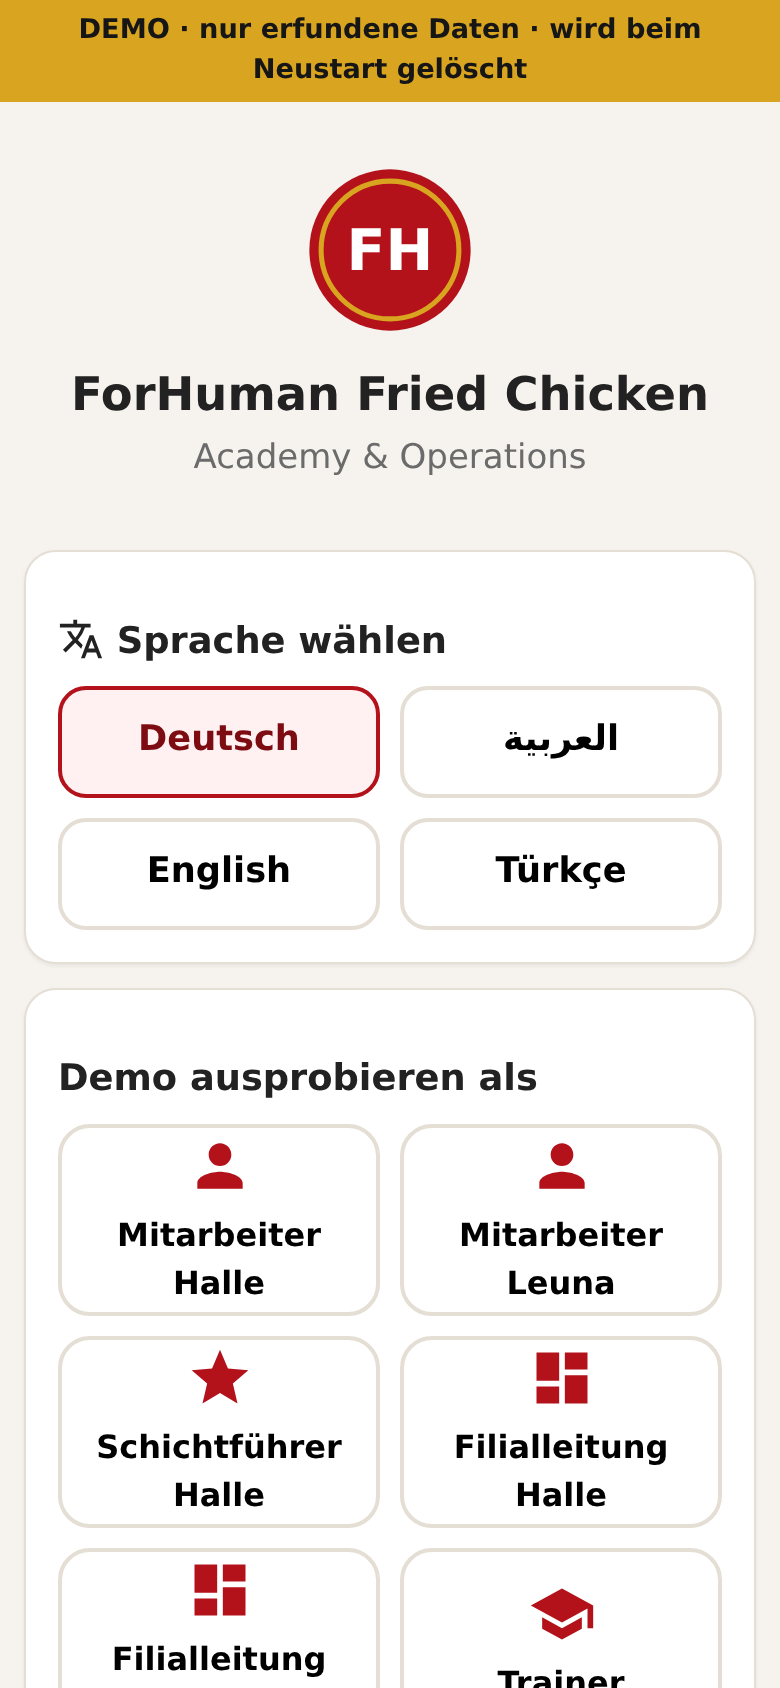 DEMO · nur erfundene Daten · wird beim
Neustart gelöscht
FH
ForHuman Fried Chicken
Academy & Operations
Sprache wählen
Deutsch
العربية
English
Türkçe
Demo ausprobieren als
Mitarbeiter
Halle
Mitarbeiter
Leuna
Schichtführer
Halle
Filialleitung
Halle
Filialleitung
Trainer